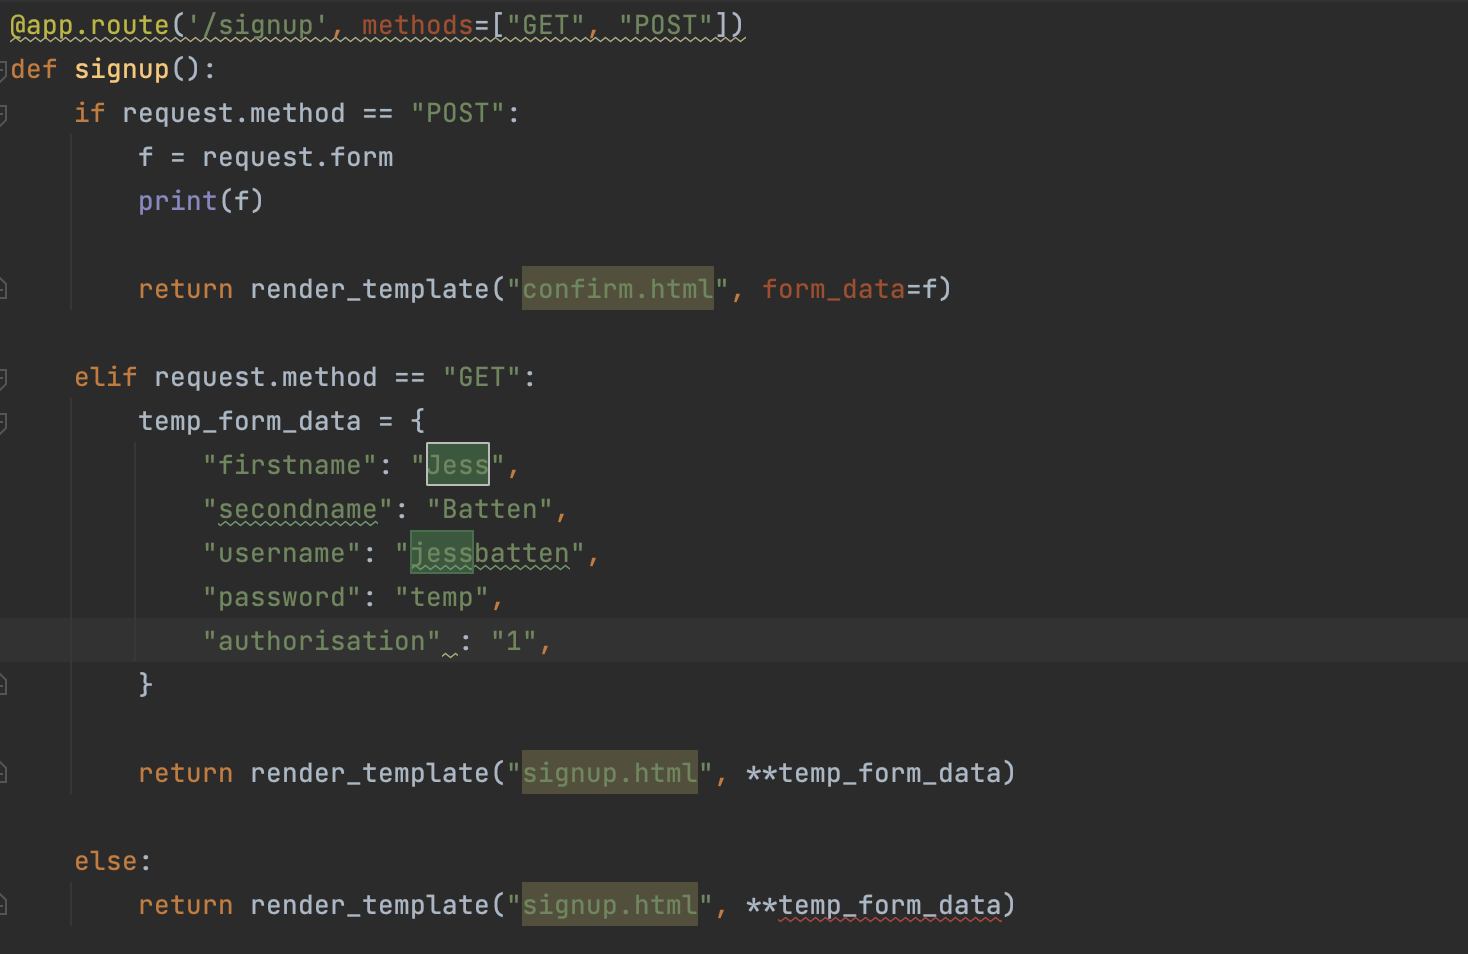 @app.route('/signup', methods=["GET", "POST"])
def signup():
    if request.method == "POST":
        f = request.form
        print(f)
        return render_template("confirm.html", form_data=f)
    elif request.method == "GET":
        temp_form_data = {
            "firstname": "Jess",
            "secondname": "Batten",
            "username": "jessbatten",
            "password": "temp",
            "authorisation" : "1",
        }
        return render_template("signup.html", **temp_form_data)
    else:
        return render_template("signup.html", **temp_form_data)